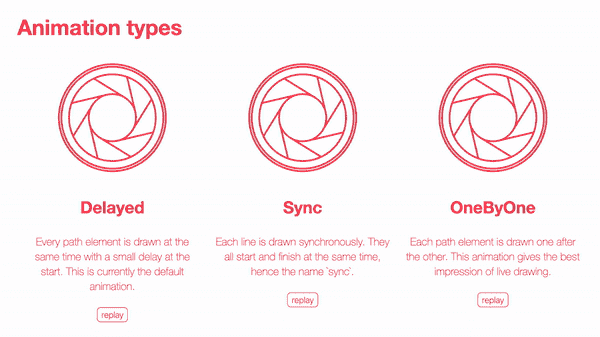 Animation types
Delayed
Every path element is drawn at the
same time with a small delay at the
start. This is currently the default
animation.
replay
Sync
Each line is drawn synchronously. They
all start and finish at the same time,
hence the name `sync`.
replay
OneByOne
Each path element is drawn one after
the other. This animation gives the best
impression of live drawing.
replay